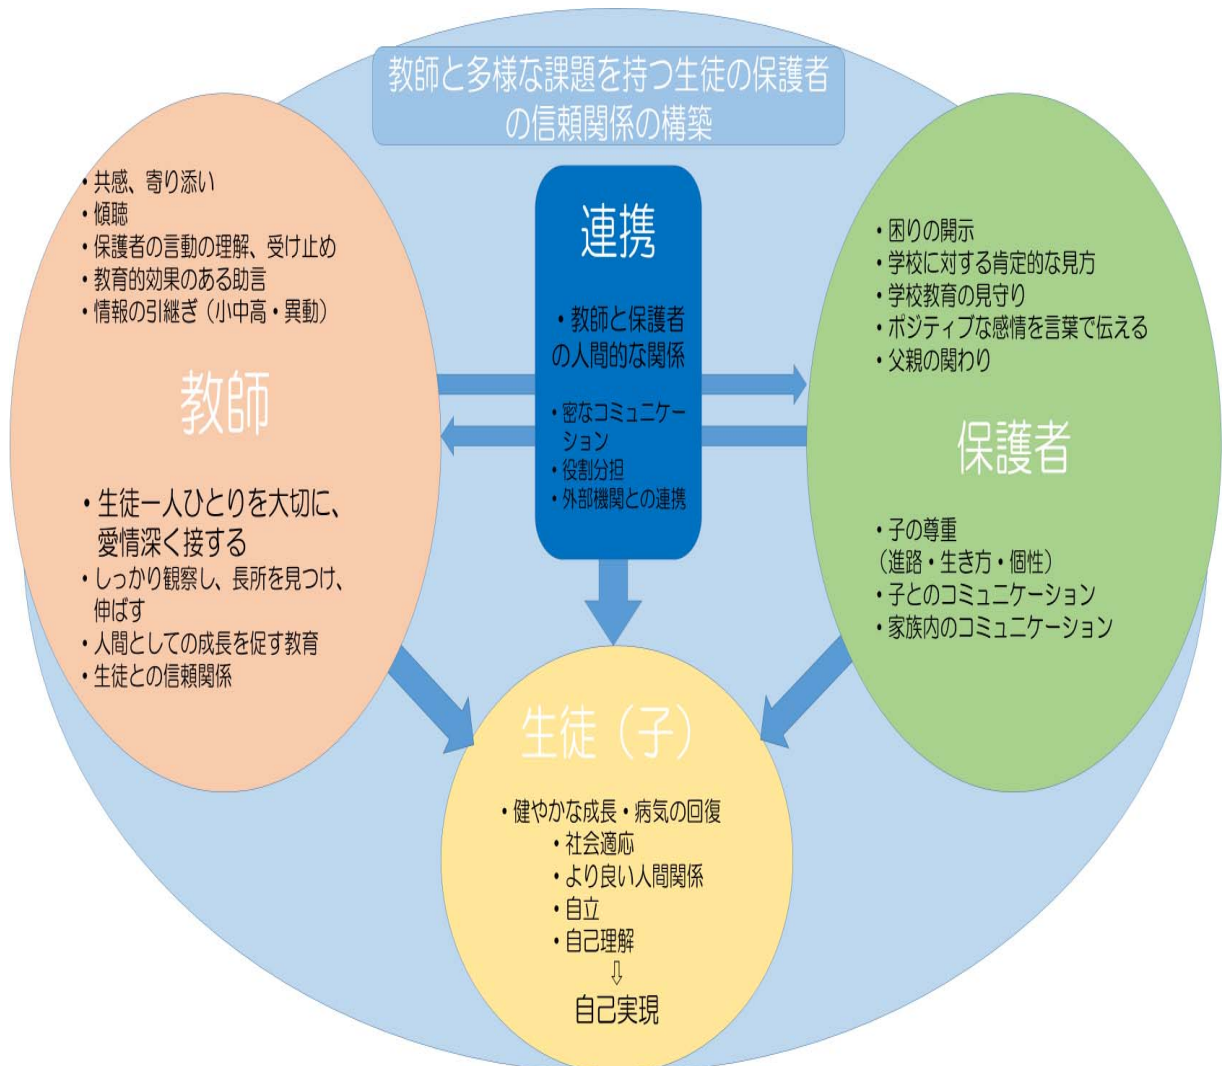 教師と多様な課題を持つ生徒の保護者
の信頼関係の構築
・共感、寄り添い
・傾聴
・保護者の言動の理解、受け止め
・教育的効果のある助言
・情報の引継ぎ（小中高・異動）
教師
・生徒一人ひとりを大切に、
愛情深く接する
・しっかり観察し、長所を見つけ、
伸ばす
・人間としての成長を促す教育
・生徒との信頼関係
連携
・教師と保護者
の人間的な関係
・密なコミュニケー
ション
・役割分担
・外部機関との連携
・困りの開示
・学校に対する肯定的な見方
・学校教育の見守り
・ポジティブな感情を言葉で伝える
・父親の関わり
保護者
・子の尊重
（進路・生き方・個性）
・子とのコミュニケーション
・家族内のコミュニケーション
生徒（子）
・健やかな成長・病気の回復
・社会適応
・より良い人間関係
・自立
・自己理解
⇩
自己実現